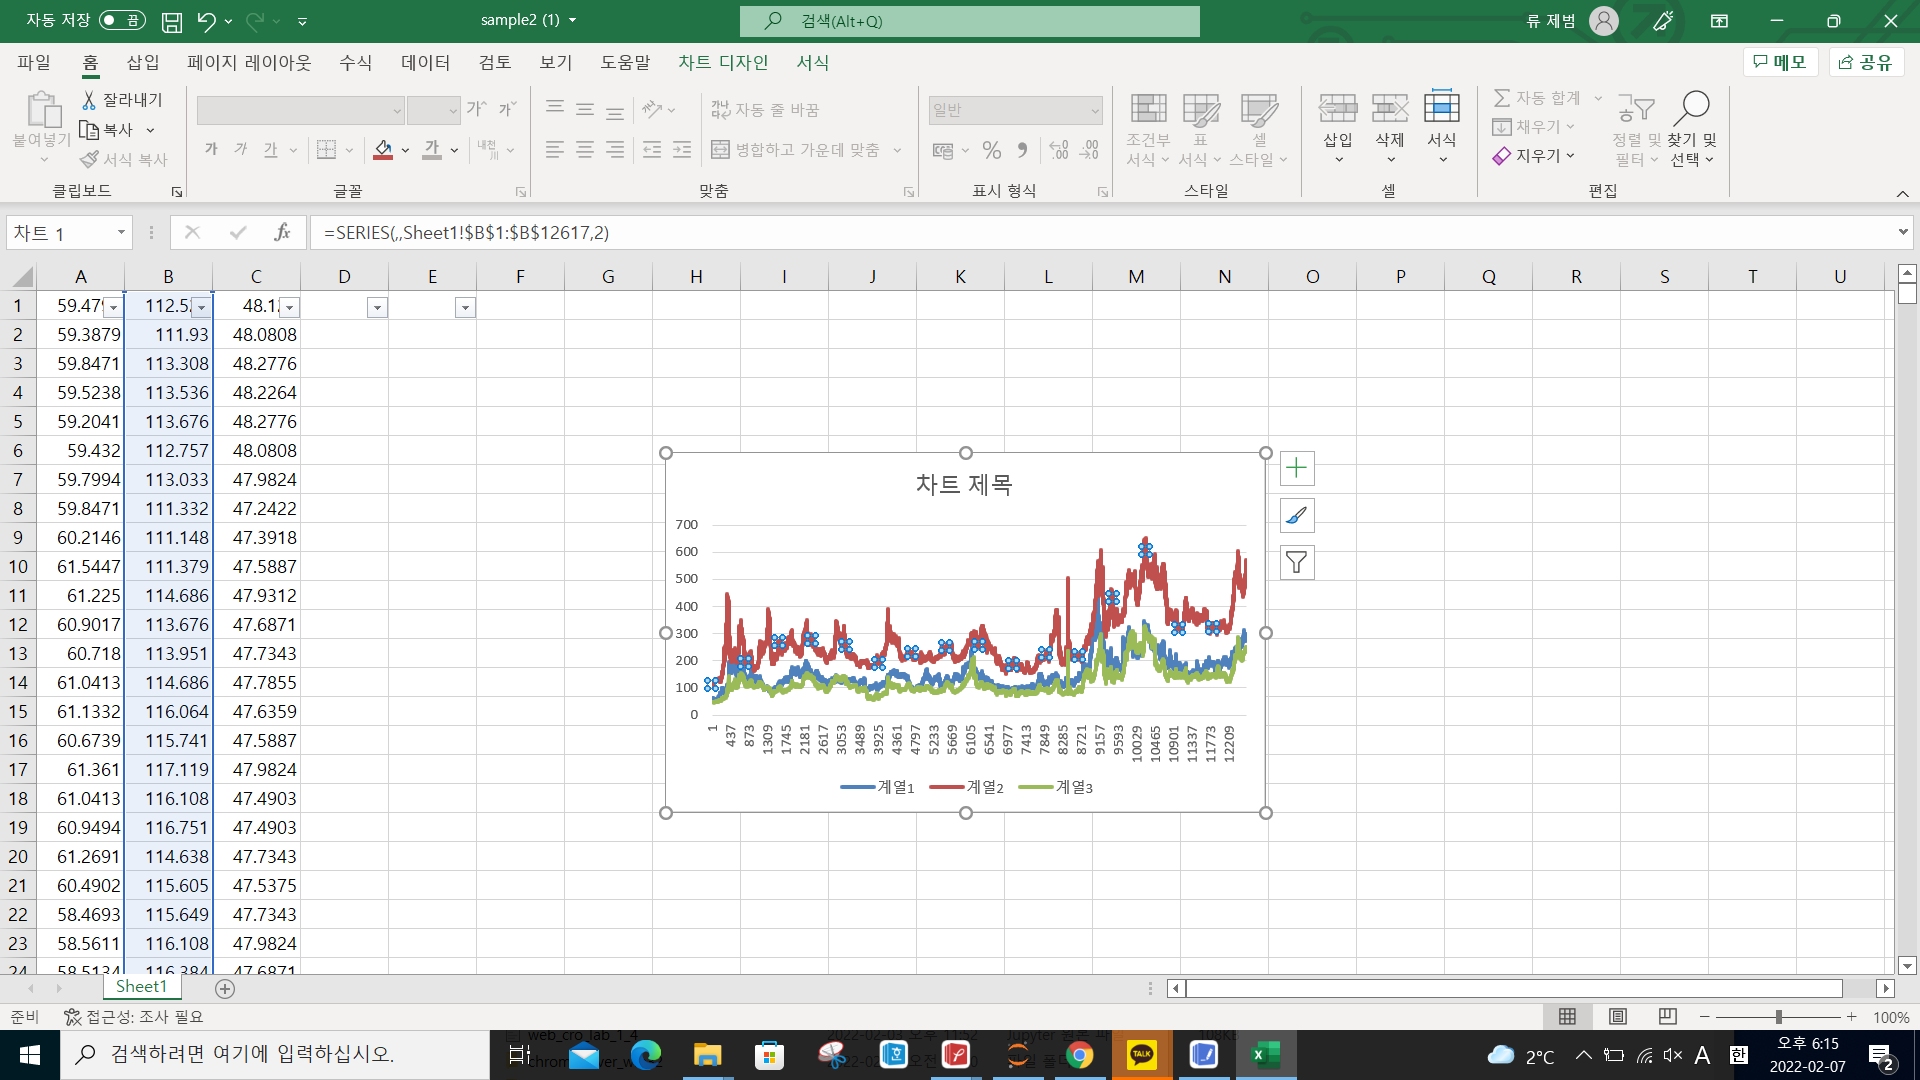 자동 저장 끔 sample2 (1) 검색(Alt+Q) 류 제범
파일 홈 삽입 페이지 레이아웃 수식 데이터 검토 보기 도움말 차트 디자인 서식 메모 공유
붙여넣기 잘라내기 복사 서식 복사
가 가 가 가 가 가
자동 줄 바꿈
병합하고 가운데 맞춤
일반
조건부 서식 표 서식 셀 스타일
삽입 삭제 서식
자동 합계 채우기 지우기
정렬 및 필터 찾기 및 선택
클립보드 글꼴 맞춤 표시 형식 스타일 셀 편집
차트 1 fx =SERIES(,,Sheet1!$B$1:$B$12617,2)
A B C D E F G H I J K L M N O P Q R S T U
1
2 59.3879 111.93 48.0808
3 59.8471 113.308 48.2776
4 59.5238 113.536 48.2264
5 59.2041 113.676 48.2776
6 59.432 112.757 48.0808
7 59.7994 113.033 47.9824
8 59.8471 111.332 47.2422
9 60.2146 111.148 47.3918
10 61.5447 111.379 47.5887
11 61.225 114.686 47.9312
12 60.9017 113.676 47.6871
13 60.718 113.951 47.7343
14 61.0413 114.686 47.7855
15 61.1332 116.064 47.6359
16 60.6739 115.741 47.5887
17 61.361 117.119 47.9824
18 61.0413 116.108 47.4903
19 60.9494 116.751 47.4903
20 61.2691 114.638 47.7343
21 60.4902 115.605 47.5375
22 58.4693 115.649 47.7343
23 58.5611 116.108 47.9824
24 58.5134 116.384 47.6871
차트 제목
700
600
500
400
300
200
100
0
1 437 873 1309 1745 2181 2617 3053 3489 3925 4361 4797 5233 5669 6105 6541 6977 7413 7849 8285 8721 9157 9593 10029 10465 10901 11337 11773 12209
계열1 계열2 계열3
Sheet1
준비 접근성: 조사 필요 100%
검색하려면 여기에 입력하십시오.
web_cro_lab_1_4
TALK
2°C A 한 오후 6:15
2022-02-07 2